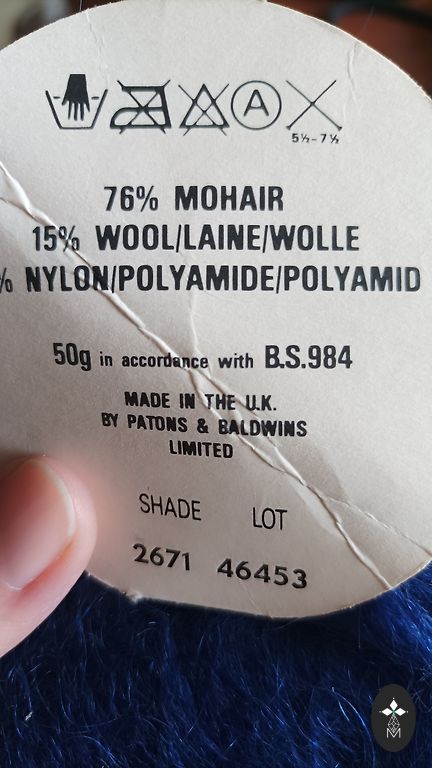 A
5½-7½
76% MOHAIR
15% WOOL/LAINE/WOLLE
% NYLON/POLYAMIDE/POLYAMID
50g in accordance with B.S.984
MADE IN THE U.K.
BY PATONS & BALDWINS
LIMITED
SHADE LOT
2671 46453
M